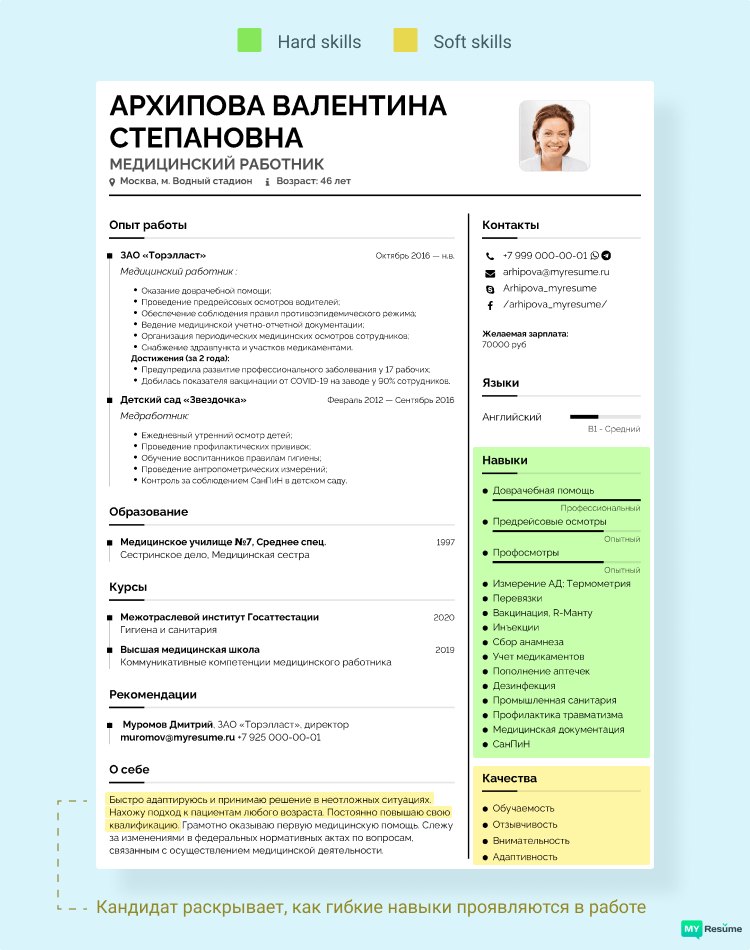 Hard skills Soft skills
АРХИПОВА ВАЛЕНТИНА
СТЕПАНОВНА
МЕДИЦИНСКИЙ РАБОТНИК
Москва, м. Водный стадион Возраст: 46 лет
Опыт работы
ЗАО «Торэлласт» Октябрь 2016 — н.в.
Медицинский работник :
Оказание доврачебной помощи;
Проведение предрейсовых осмотров водителей;
Обеспечение соблюдения правил противоэпидемического режима;
Ведение медицинской учетно-отчетной документации;
Организация периодических медицинских осмотров сотрудников;
Снабжение здравпункта и участков медикаментами.
Достижения (за 2 года):
Предупредила развитие профессионального заболевания у 17 рабочих;
Добилась показателя вакцинации от COVID-19 на заводе у 90% сотрудников.
Детский сад «Звездочка» Февраль 2012 — Сентябрь 2016
Медработник:
Ежедневный утренний осмотр детей;
Проведение профилактических прививок;
Обучение воспитанников правилам гигиены;
Проведение антропометрических измерений;
Контроль за соблюдением СанПиН в детском саду.
Образование
Медицинское училище №7, Среднее спец. 1997
Сестринское дело, Медицинская сестра
Курсы
Межотраслевой институт Госаттестации 2020
Гигиена и санитария
Высшая медицинская школа 2019
Коммуникативные компетенции медицинского работника
Рекомендации
Муромов Дмитрий, ЗАО «Торэлласт», директор
muromov@myresume.ru +7 925 000-00-01
О себе
Быстро адаптируюсь и принимаю решение в неотложных ситуациях.
Нахожу подход к пациентам любого возраста. Постоянно повышаю свою
квалификацию. Грамотно оказываю первую медицинскую помощь. Слежу
за изменениями в федеральных нормативных актах по вопросам,
связанным с осуществлением медицинской деятельности.
Контакты
+7 999 000-00-01
arhipova@myresume.ru
Arhipova_myresume
/arhipova_myresume/
Желаемая зарплата:
70000 руб
Языки
Английский
B1 - Средний
Навыки
Доврачебная помощь
Профессиональный
Предрейсовые осмотры
Опытный
Профосмотры
Опытный
Измерение АД; Термометрия
Перевязки
Вакцинация, R-Манту
Инъекции
Сбор анамнеза
Учет медикаментов
Пополнение аптечек
Дезинфекция
Промышленная санитария
Профилактика травматизма
Медицинская документация
СанПиН
Качества
Обучаемость
Отзывчивость
Внимательность
Адаптивность
Кандидат раскрывает, как гибкие навыки проявляются в работе
MY Resume